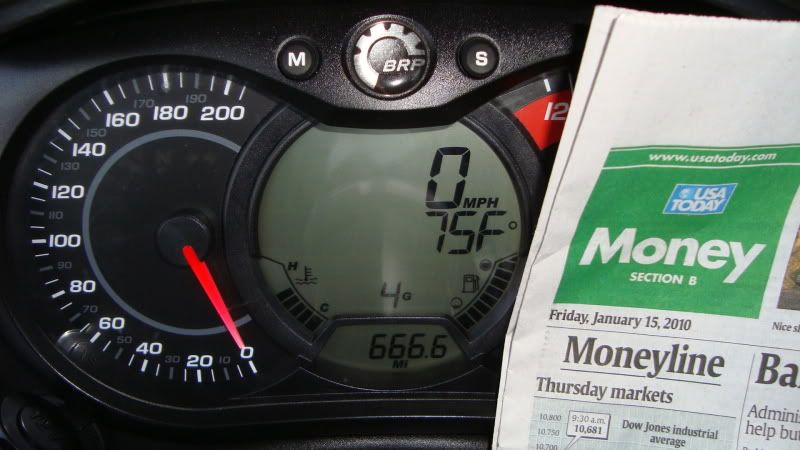 M
BRP
S
200
190
180
170
160
150
140
130
120
110
100
90
80
70
60
50
40
30
20
10
0
12
0
MPH
75F°
H
C
4G
666.6
Mi
www.usatoday.com
USA
TODAY
Money
SECTION B
Friday, January 15, 2010
Nice
Moneyline
Thursday markets
10,800
10,750
10,700
9:30 a.m.
10,681
Dow Jones industrial
average
Ba
Adminis
help but